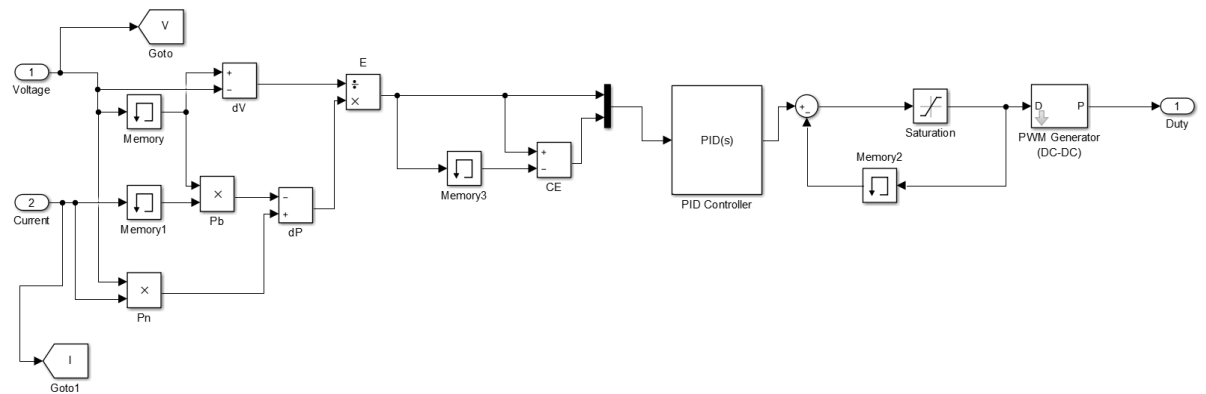 V
Goto
1
Voltage
+
−
dV
Memory
E
÷
×
2
Current
Memory1
×
Pb
−
+
dP
×
Pn
I
Goto1
Memory3
+
−
CE
PID(s)
PID Controller
+
−
Saturation
Memory2
D
P
PWM Generator
(DC-DC)
1
Duty